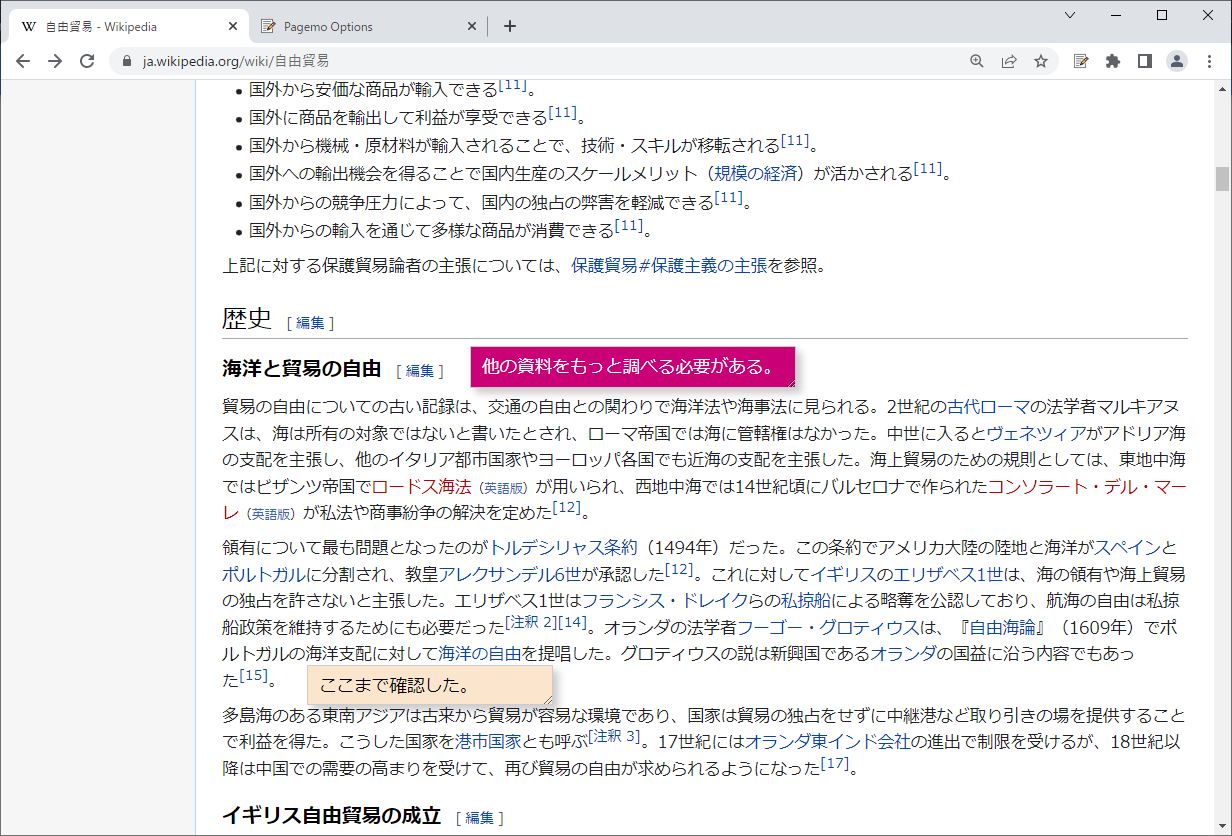 自由貿易 - Wikipedia
Pagemo Options
ja.wikipedia.org/wiki/自由貿易
国外から安価な商品が輸入できる[11]。
国外に商品を輸出して利益が享受できる[11]。
国外から機械・原材料が輸入されることで、技術・スキルが移転される[11]。
国外への輸出機会を得ることで国内生産のスケールメリット（規模の経済）が活かされる[11]。
国外からの競争圧力によって、国内の独占の弊害を軽減できる[11]。
国外からの輸入を通じて多様な商品が消費できる[11]。
上記に対する保護貿易論者の主張については、保護貿易#保護主義の主張を参照。
歴史 [ 編集 ]
海洋と貿易の自由 [ 編集 ]
他の資料をもっと調べる必要がある。
貿易の自由についての古い記録は、交通の自由との関わりで海洋法や海事法に見られる。2世紀の古代ローマの法学者マルキアヌ
スは、海は所有の対象ではないと書いたとされ、ローマ帝国では海に管轄権はなかった。中世に入るとヴェネツィアがアドリア海
の支配を主張し、他のイタリア都市国家やヨーロッパ各国でも近海の支配を主張した。海上貿易のための規則としては、東地中海
ではビザンツ帝国でロードス海法（英語版）が用いられ、西地中海では14世紀頃にバルセロナで作られたコンソラート・デル・マー
レ（英語版）が私法や商事紛争の解決を定めた[12]。
領有について最も問題となったのがトルデシリャス条約（1494年）だった。この条約でアメリカ大陸の陸地と海洋がスペインと
ポルトガルに分割され、教皇アレクサンデル6世が承認した[12]。これに対してイギリスのエリザベス1世は、海の領有や海上貿易
の独占を許さないと主張した。エリザベス1世はフランシス・ドレイクらの私掠船による略奪を公認しており、航海の自由は私掠
船政策を維持するためにも必要だった[注釈 2][14]。オランダの法学者フーゴー・グロティウスは、『自由海論』（1609年）でポ
ルトガルの海洋支配に対して海洋の自由を提唱した。グロティウスの説は新興国であるオランダの国益に沿う内容でもあっ
た[15]。
ここまで確認した。
多島海のある東南アジアは古来から貿易が容易な環境であり、国家は貿易の独占をせずに中継港など取り引きの場を提供すること
で利益を得た。こうした国家を港市国家とも呼ぶ[注釈 3]。17世紀にはオランダ東インド会社の進出で制限を受けるが、18世紀以
降は中国での需要の高まりを受けて、再び貿易の自由が求められるようになった[17]。
イギリス自由貿易の成立 [ 編集 ]